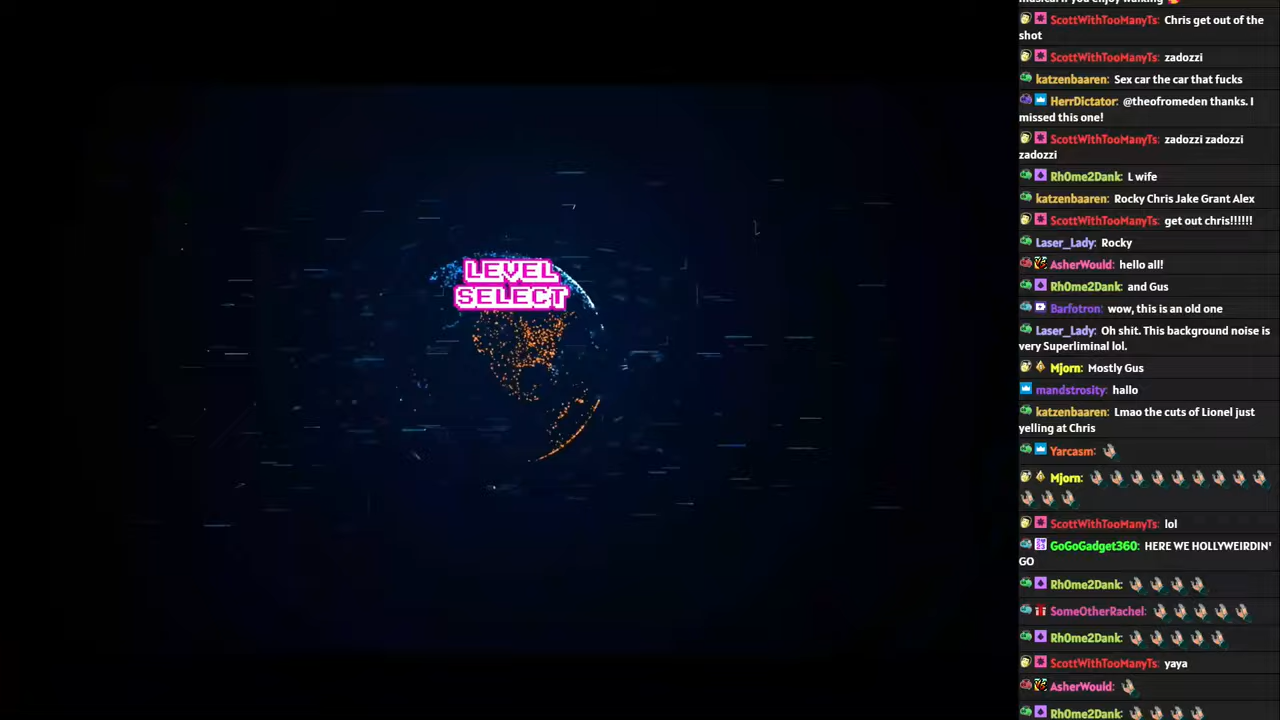 LEVEL
SELECT
ScottWithTooManyTs: Chris get out of the
shot
ScottWithTooManyTs: zadozzi
katzenbaaren: Sex car the car that fucks
HerrDictator: @theofromeden thanks. I
missed this one!
ScottWithTooManyTs: zadozzi zadozzi
zadozzi
Rh0me2Dank: L wife
katzenbaaren: Rocky Chris Jake Grant Alex
ScottWithTooManyTs: get out chris!!!!!!
Laser_Lady: Rocky
AsherWould: hello all!
Rh0me2Dank: and Gus
Barfotron: wow, this is an old one
Laser_Lady: Oh shit. This background noise is
very Superliminal lol.
Mjorn: Mostly Gus
mandstrosity: hallo
katzenbaaren: Lmao the cuts of Lionel just
yelling at Chris
Yarcasm:
Mjorn:
ScottWithTooManyTs: lol
GoGoGadget360: HERE WE HOLLYWEIRDIN'
GO
Rh0me2Dank:
SomeOtherRachel:
Rh0me2Dank:
ScottWithTooManyTs: yaya
AsherWould:
Rh0me2Dank: